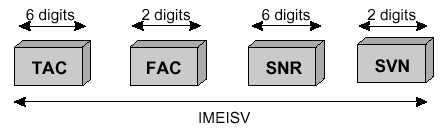 6 digits 2 digits 6 digits 2 digits
TAC FAC SNR SVN
IMEISV